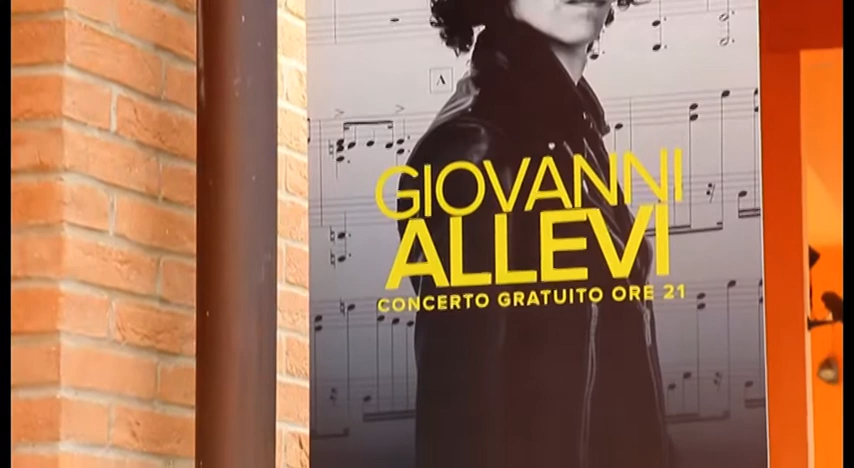 A
GIOVANNI
ALLEVI
CONCERTO GRATUITO ORE 21